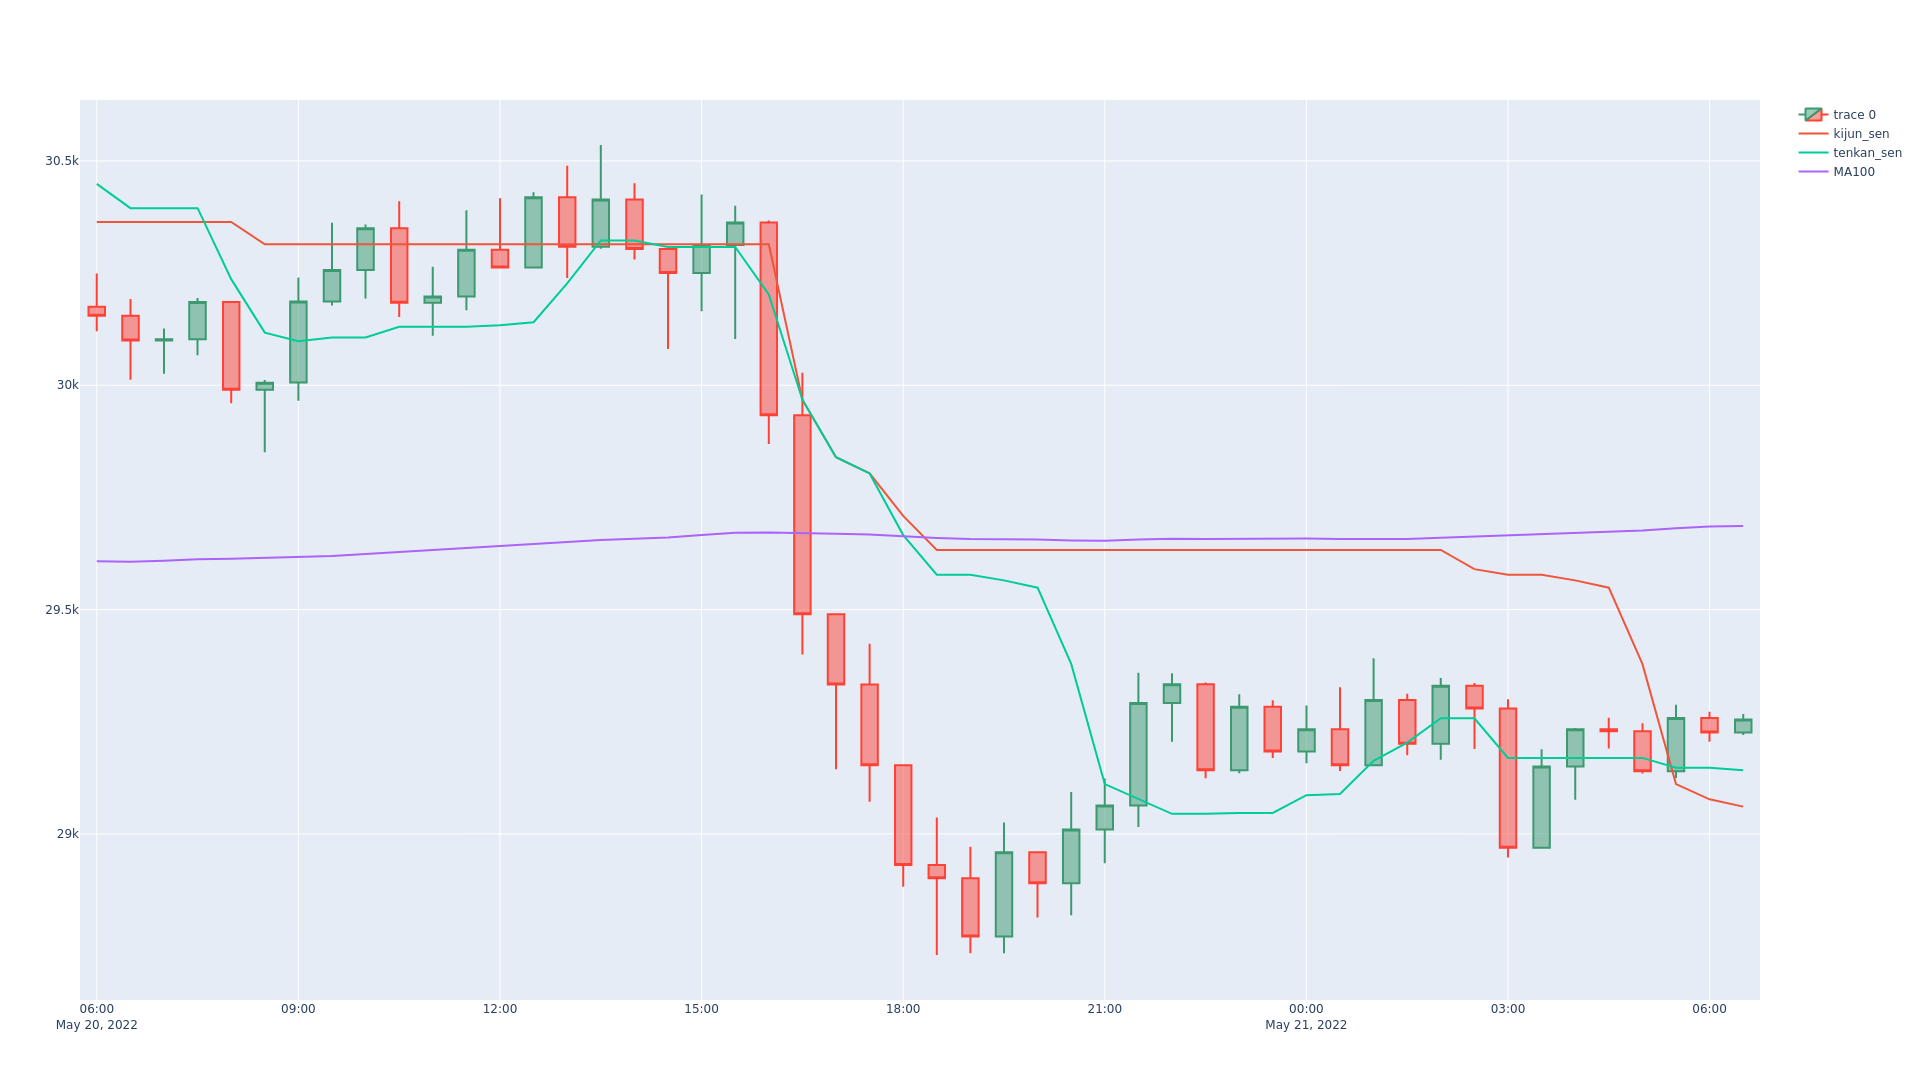 trace 0
kijun_sen
tenkan_sen
MA100
30.5k
30k
29.5k
29k
06:00 09:00 12:00 15:00 18:00 21:00 00:00 03:00 06:00
May 20, 2022 May 21, 2022